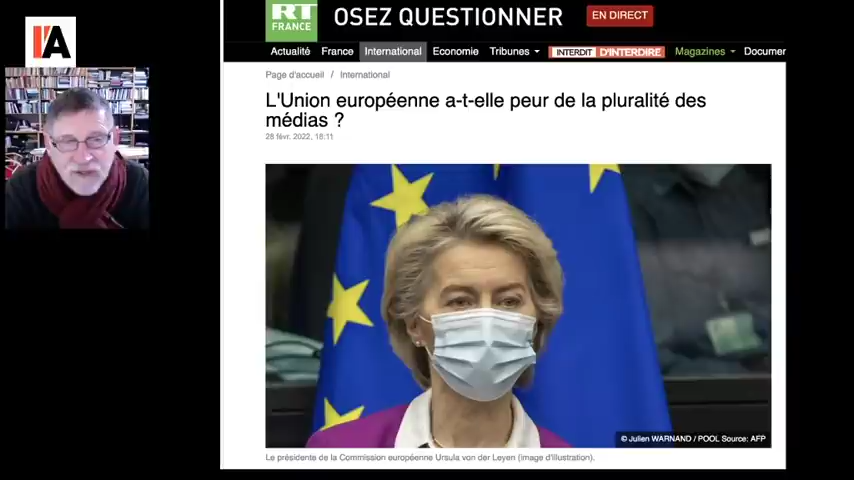 IA
RT
FRANCE
OSEZ QUESTIONNER
EN DIRECT
Actualité France International Economie Tribunes INTERDIT D'INTERDIRE Magazines Documen
Page d'accueil / International
L'Union européenne a-t-elle peur de la pluralité des
médias ?
28 févr. 2022, 18:11
© Julien WARNAND / POOL Source: AFP
Le présidente de la Commission européenne Ursula von der Leyen (image d'illustration).